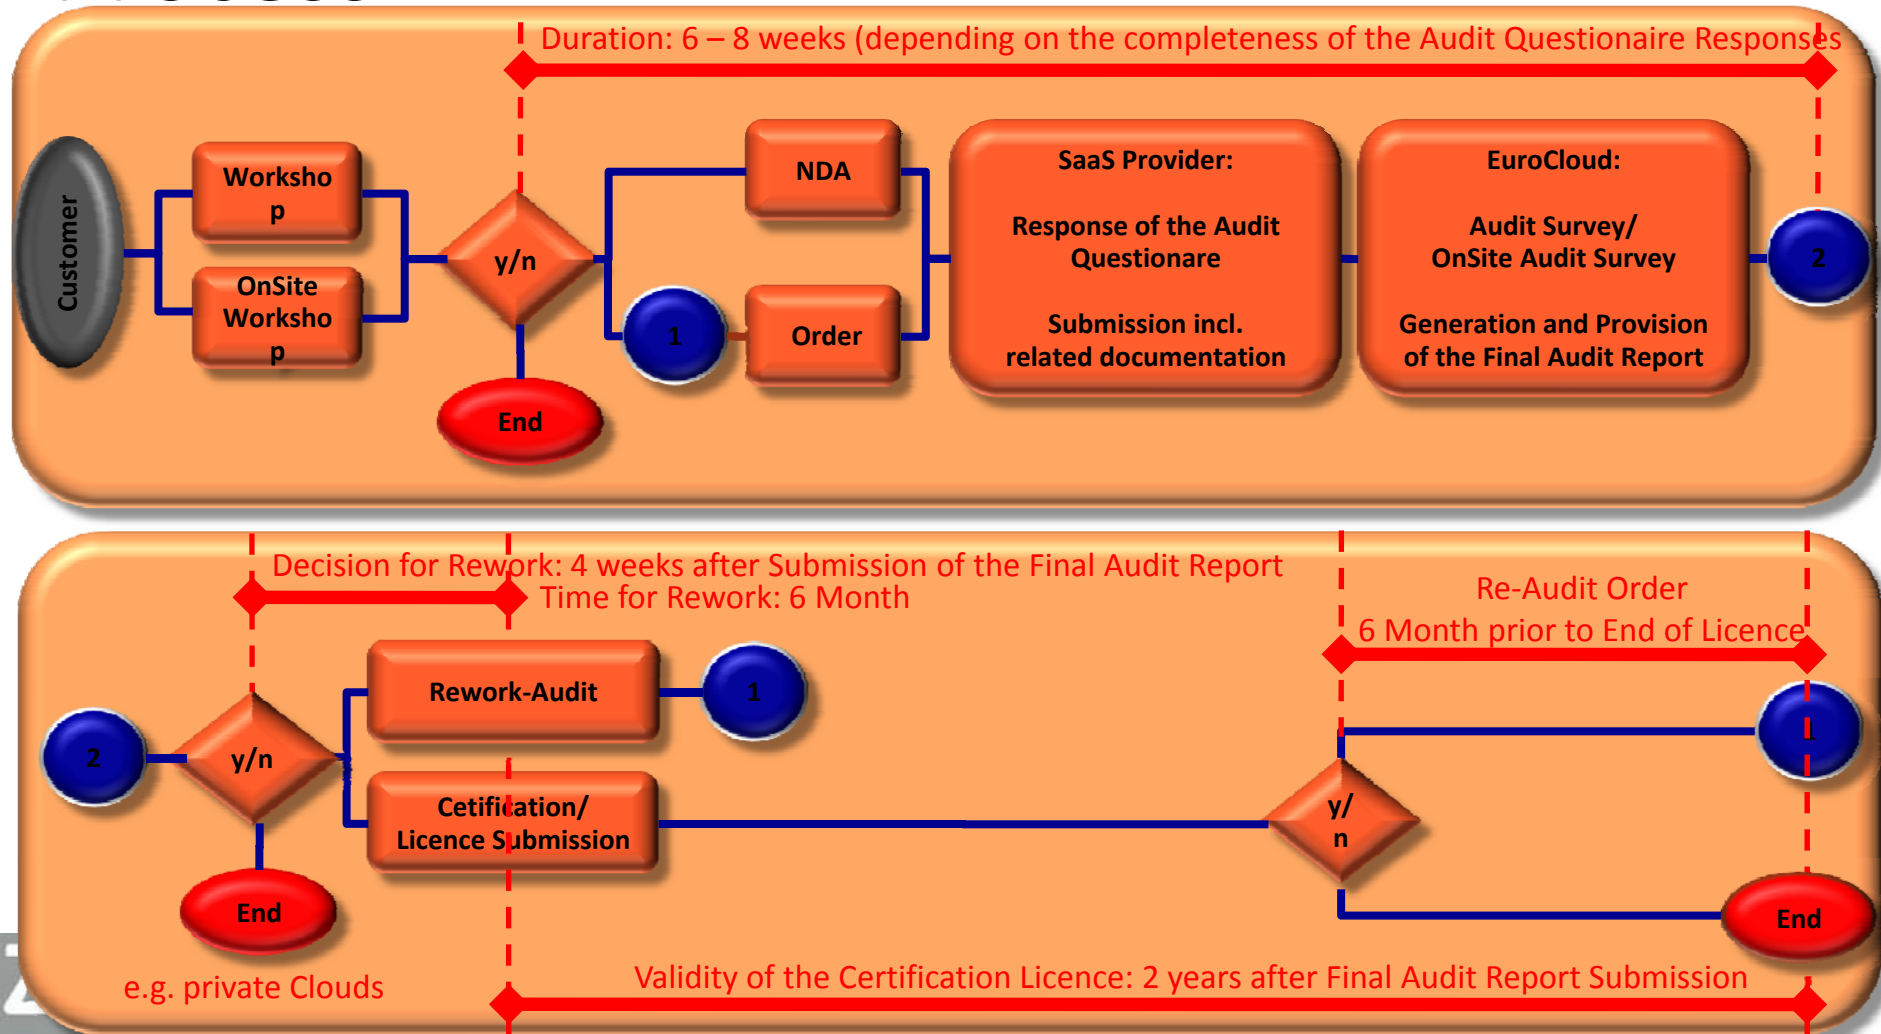 Duration: 6 – 8 weeks (depending on the completeness of the Audit Questionaire Responses
Customer
Worksho
p
OnSite
Worksho
p
y/n
End
NDA
1
Order
SaaS Provider:
Response of the Audit
Questionare
Submission incl.
related documentation
EuroCloud:
Audit Survey/
OnSite Audit Survey
Generation and Provision
of the Final Audit Report
2
Decision for Rework: 4 weeks after Submission of the Final Audit Report
Time for Rework: 6 Month
Re-Audit Order
6 Month prior to End of Licence
2
y/n
Rework-Audit
1
Cetification/
Licence Submission
End
e.g. private Clouds
y/
n
1
End
Validity of the Certification Licence: 2 years after Final Audit Report Submission